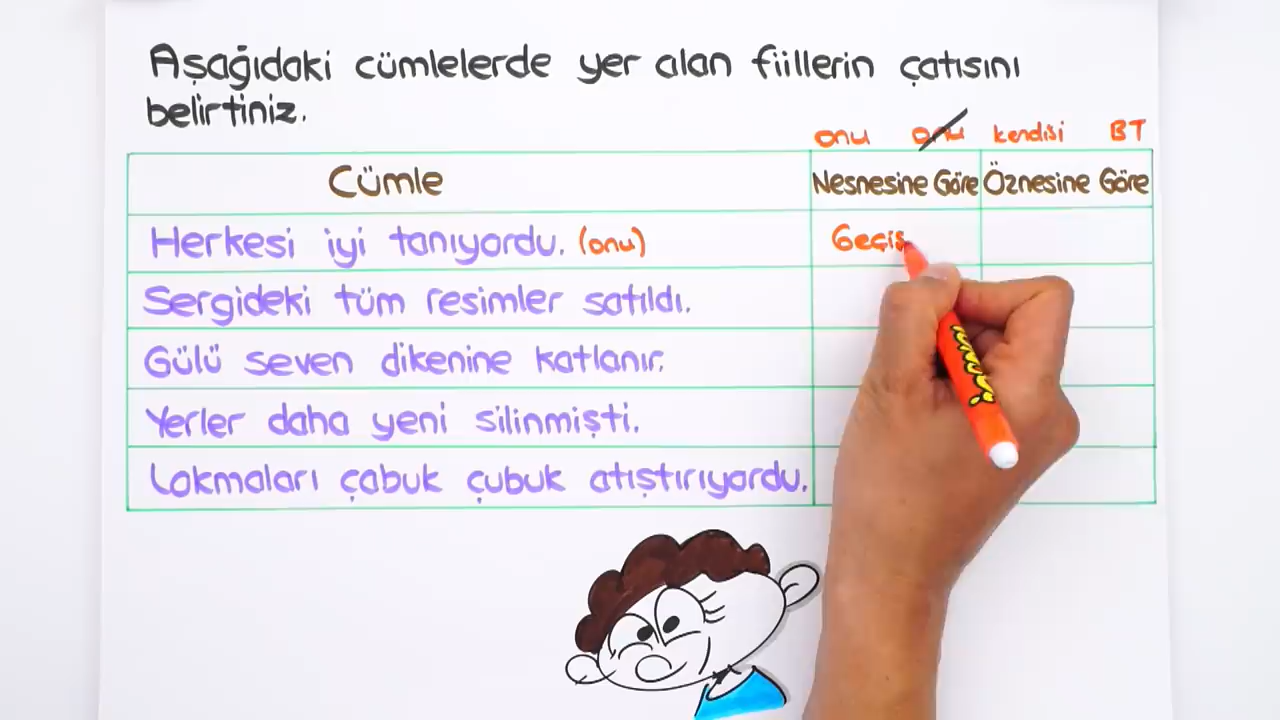 Aşağıdaki cümlelerde yer alan fiillerin çatısını
belirtiniz.
onu onu kendisi BT
Cümle Nesnesine Göre Öznesine Göre
Herkesi iyi tanıyordu. (onu) Geçiş
Sergideki tüm resimler satıldı.
Gülü seven dikenine katlanır.
Yerler daha yeni silinmişti.
Lokmaları çabuk çubuk atıştırıyordu.